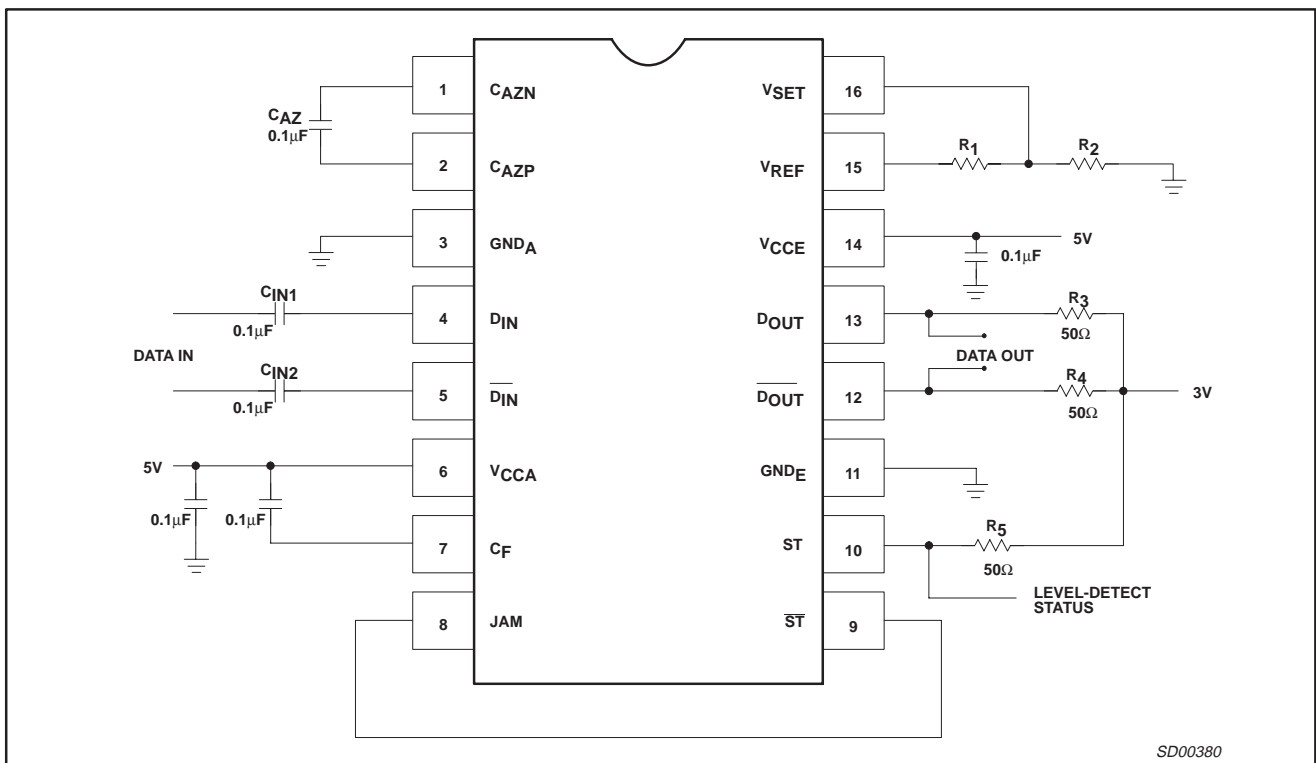 1 CAZN
VSET 16
CAZ
0.1μF
R1
R2
2 CAZP
VREF 15
3 GNDA
VCCE 14
5V
0.1μF
CIN1
0.1μF
4 DIN
DOUT 13
R3
50Ω
DATA IN
DATA OUT
CIN2
0.1μF
5 D̅I̅N̅
D̅O̅U̅T̅ 12
R4
50Ω
3V
5V
6 VCCA
GNDE 11
0.1μF 0.1μF
7 CF
ST 10
R5
50Ω
LEVEL-DETECT
STATUS
8 JAM
S̅T̅ 9
SD00380